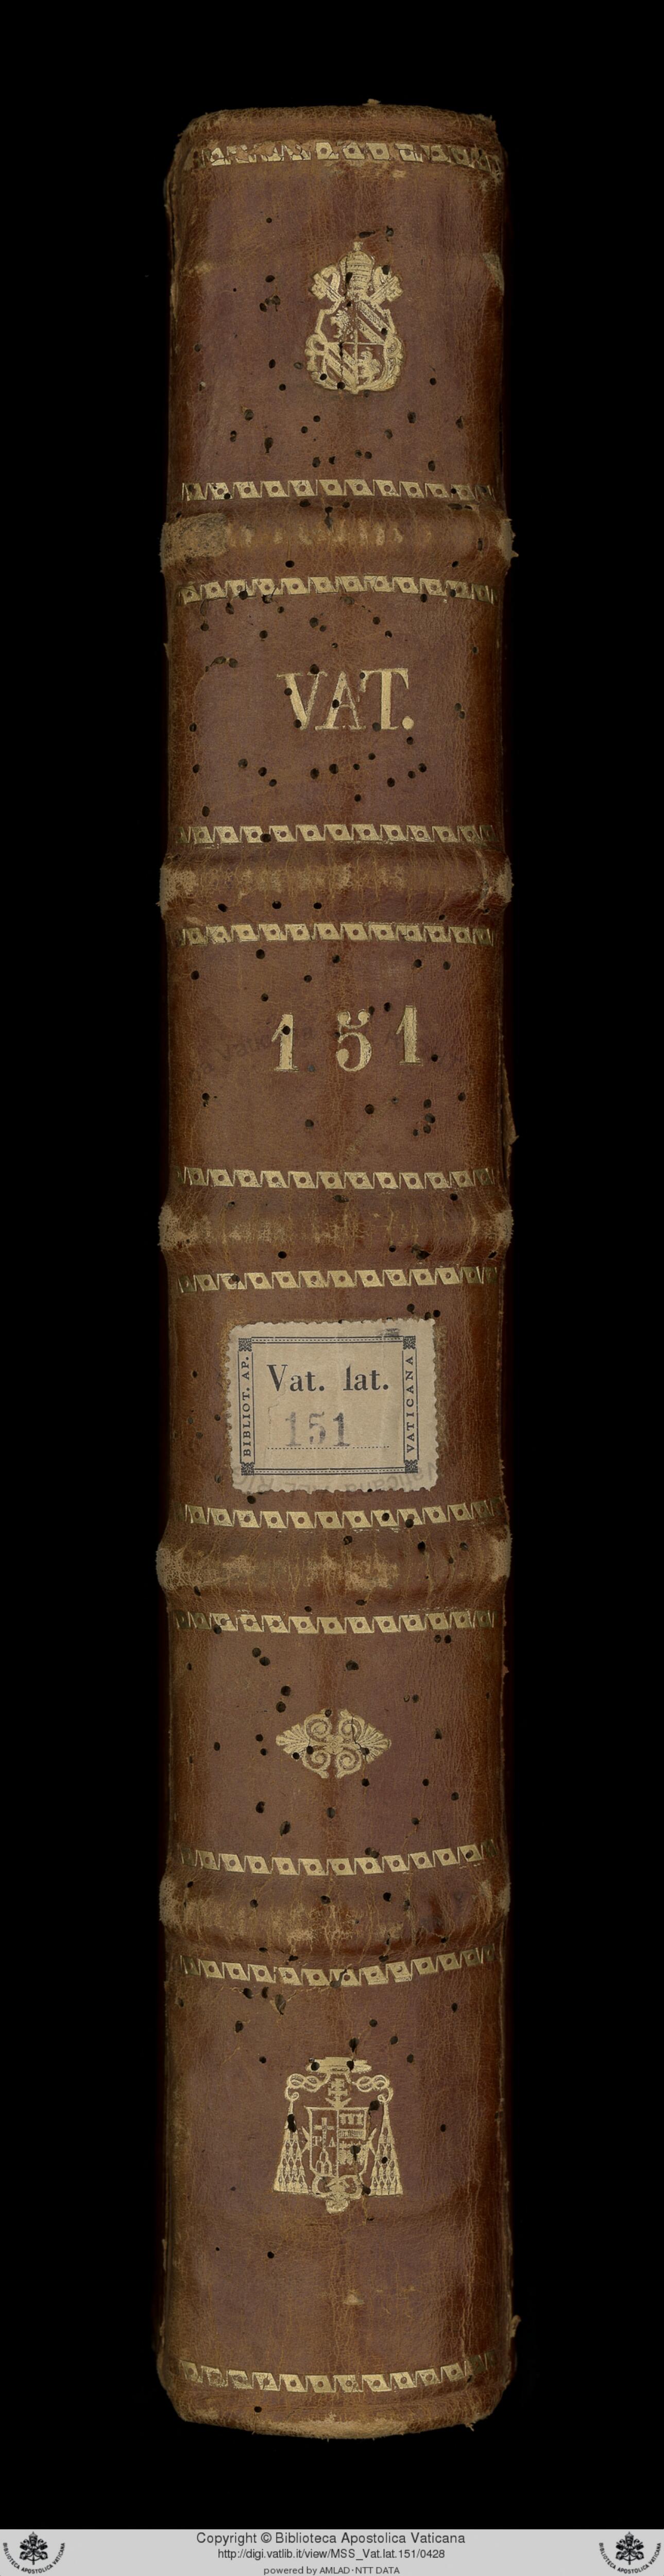 VAT.
151
BIBLIOT. AP.
Vat. lat.
151
VATICANA
Copyright © Biblioteca Apostolica Vaticana
http://digi.vatlib.it/view/MSS_Vat.lat.151/0428
powered by AMLAD·NTT DATA